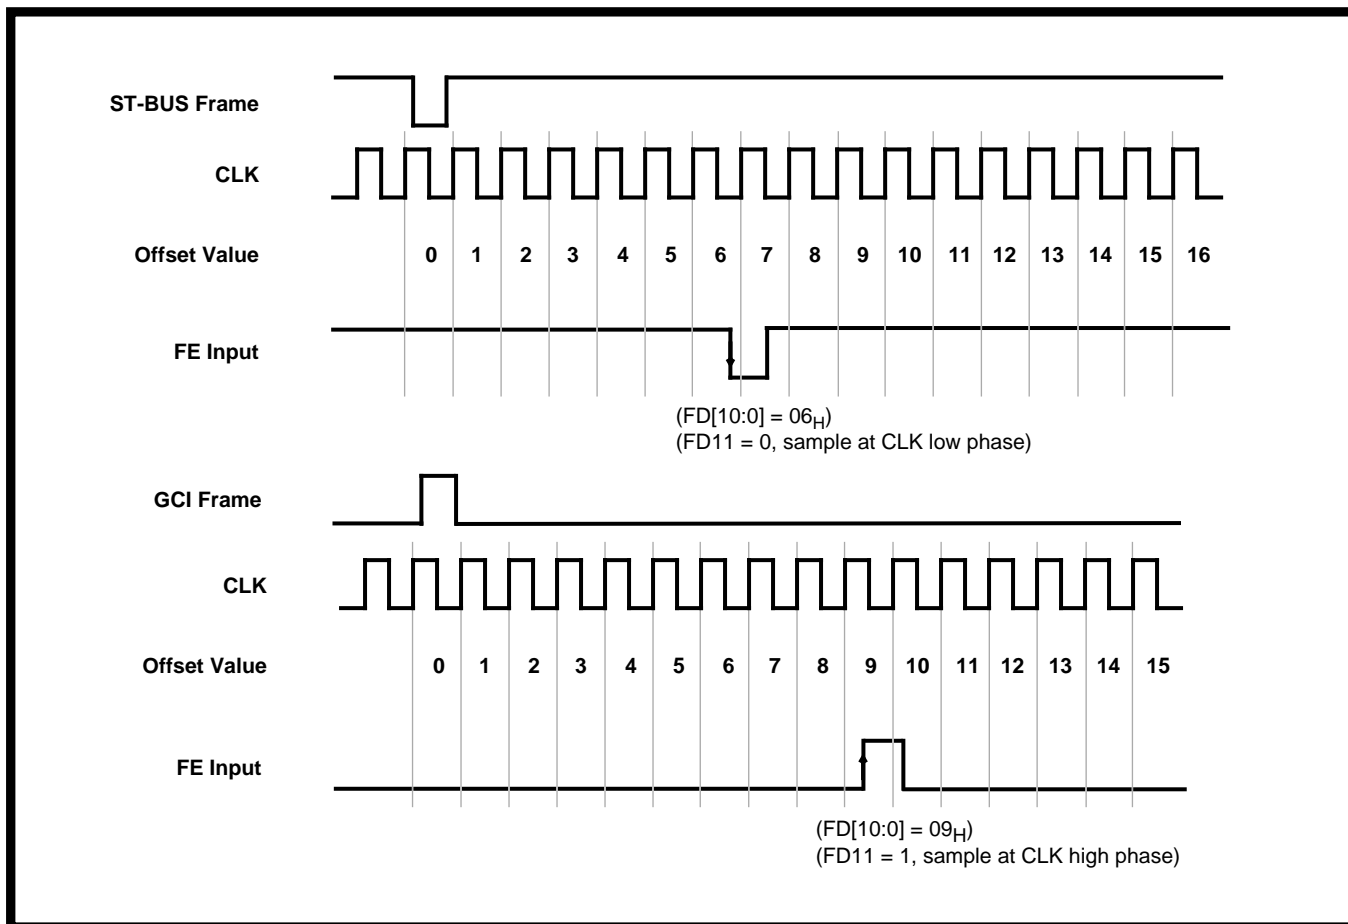 ST-BUS Frame
CLK
Offset Value 0 1 2 3 4 5 6 7 8 9 10 11 12 13 14 15 16
FE Input
(FD[10:0] = 06H)
(FD11 = 0, sample at CLK low phase)
GCI Frame
CLK
Offset Value 0 1 2 3 4 5 6 7 8 9 10 11 12 13 14 15
FE Input
(FD[10:0] = 09H)
(FD11 = 1, sample at CLK high phase)